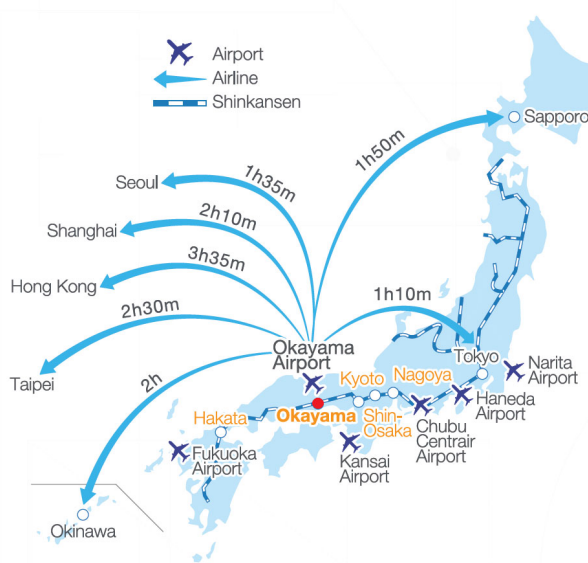 Airport
Airline
Shinkansen
Sapporo
1h50m
Seoul
1h35m
Shanghai
2h10m
Hong Kong
3h35m
Taipei
2h30m
2h
1h10m
Okayama
Airport
Tokyo
Narita
Airport
Kyoto
Nagoya
Haneda
Airport
Hakata
Okayama
Shin-
Osaka
Chubu
Centrair
Airport
Fukuoka
Airport
Kansai
Airport
Okinawa